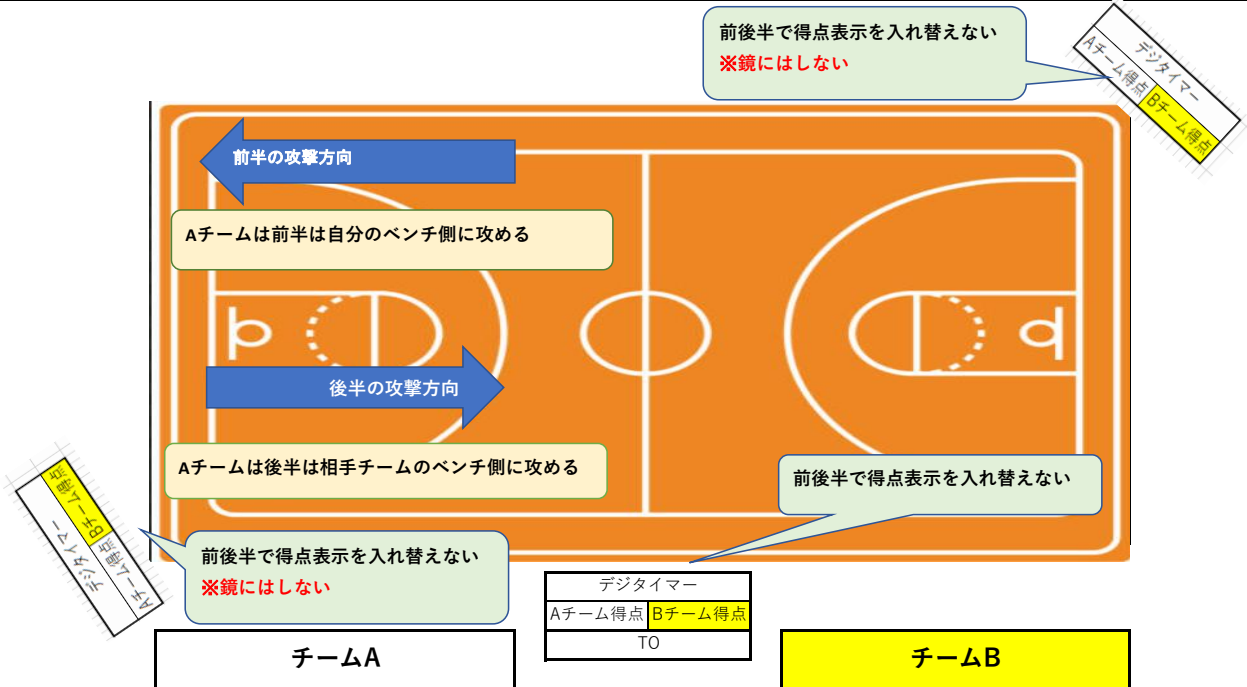 前後半で得点表示を入れ替えない
※鏡にはしない
デジタイマー
Aチーム得点 Bチーム得点
前半の攻撃方向
Aチームは前半は自分のベンチ側に攻める
後半の攻撃方向
Aチームは後半は相手チームのベンチ側に攻める
前後半で得点表示を入れ替えない
デジタイマー
Aチーム得点 Bチーム得点
前後半で得点表示を入れ替えない
※鏡にはしない
デジタイマー
Aチーム得点 Bチーム得点
TO
チームA
チームB